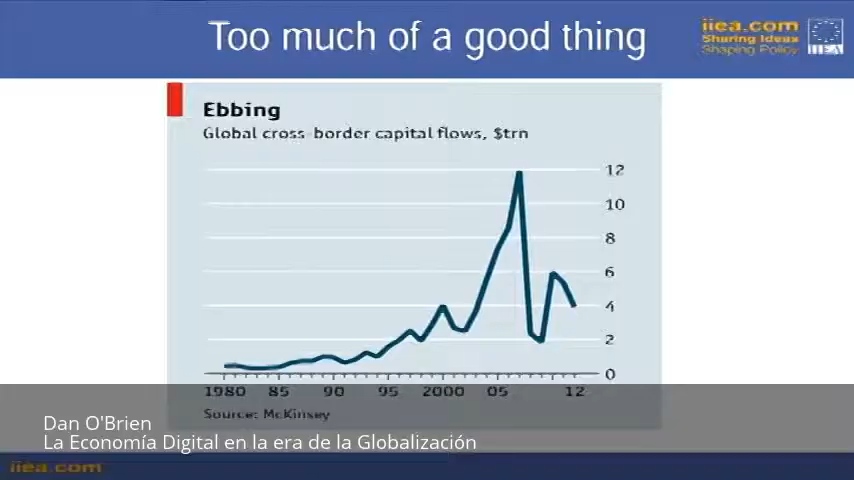 Too much of a good thing
iiea.com
Sharing Ideas
Shaping Policy
IIEA
Ebbing
Global cross-border capital flows, $trn
12
10
8
6
4
2
0
1980 85 90 95 2000 05 12
Source: McKinsey
Dan O'Brien
La Economía Digital en la era de la Globalización
iiea.com